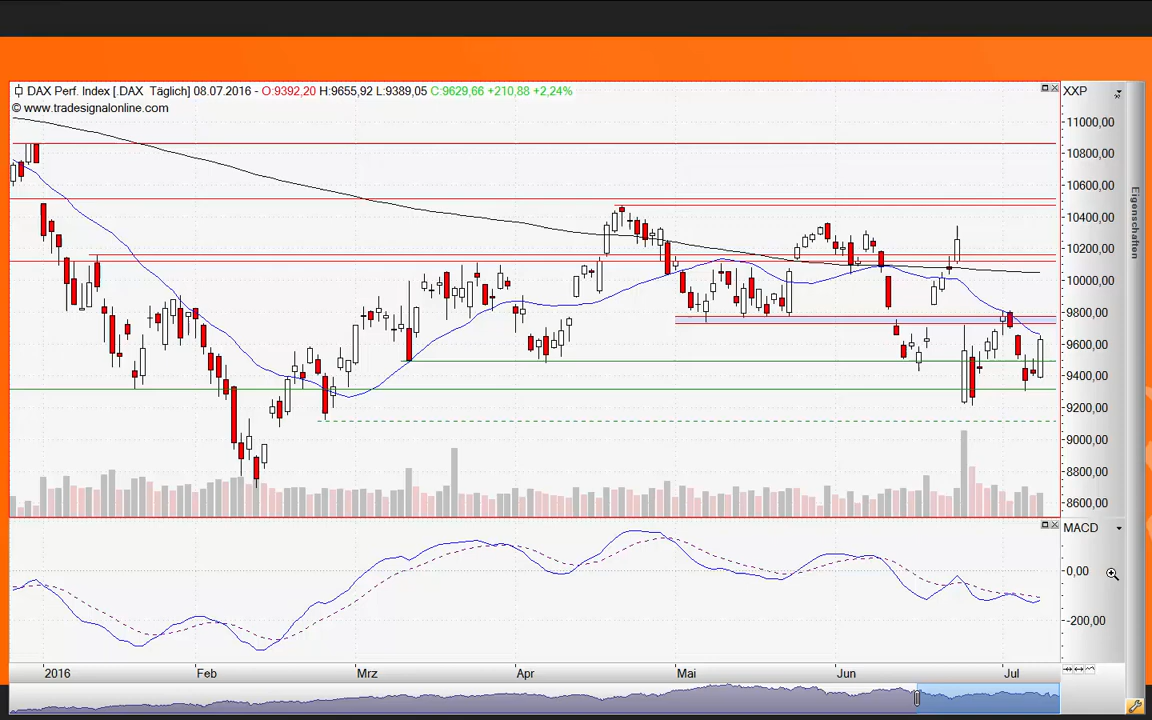 DAX Perf. Index [.DAX Täglich] 08.07.2016 - O:9392,20 H:9655,92 L:9389,05 C:9629,66 +210,88 +2,24%
© www.tradesignalonline.com
XXP
11000,00
10800,00
10600,00
10400,00
10200,00
10000,00
9800,00
9600,00
9400,00
9200,00
9000,00
8800,00
8600,00
Eigenschaften
MACD
0,00
-200,00
2016 Feb Mrz Apr Mai Jun Jul